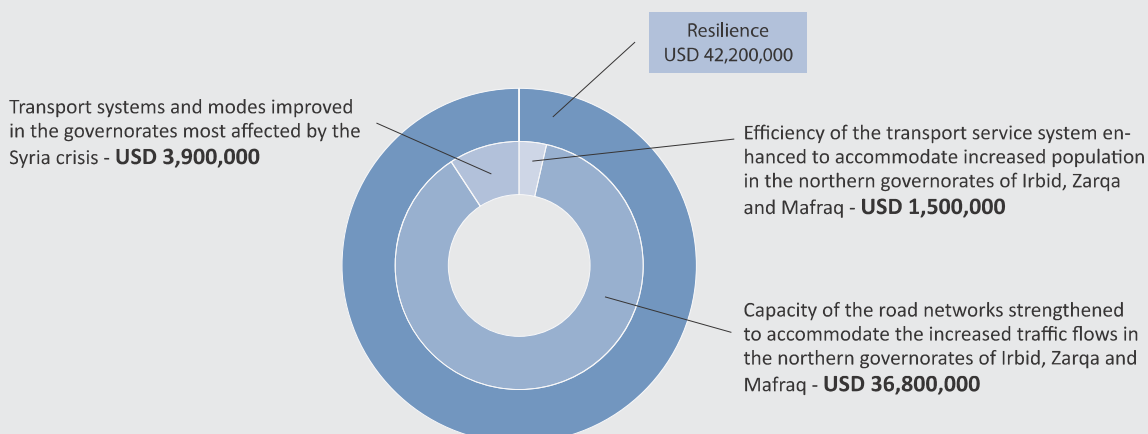 Resilience
USD 42,200,000
Transport systems and modes improved
in the governorates most affected by the
Syria crisis - USD 3,900,000
Efficiency of the transport service system en-
hanced to accommodate increased population
in the northern governorates of Irbid, Zarqa
and Mafraq - USD 1,500,000
Capacity of the road networks strengthened
to accommodate the increased traffic flows in
the northern governorates of Irbid, Zarqa and
Mafraq - USD 36,800,000